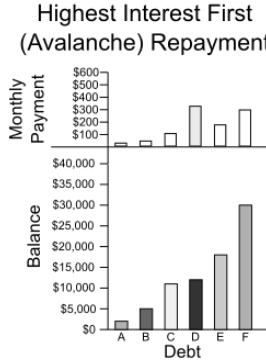 Highest Interest First
(Avalanche) Repayment
Monthly
Payment
$600
$500
$400
$300
$200
$100
Balance
$40,000
$35,000
$30,000
$25,000
$20,000
$15,000
$10,000
$5,000
$0
A B C D E F
Debt